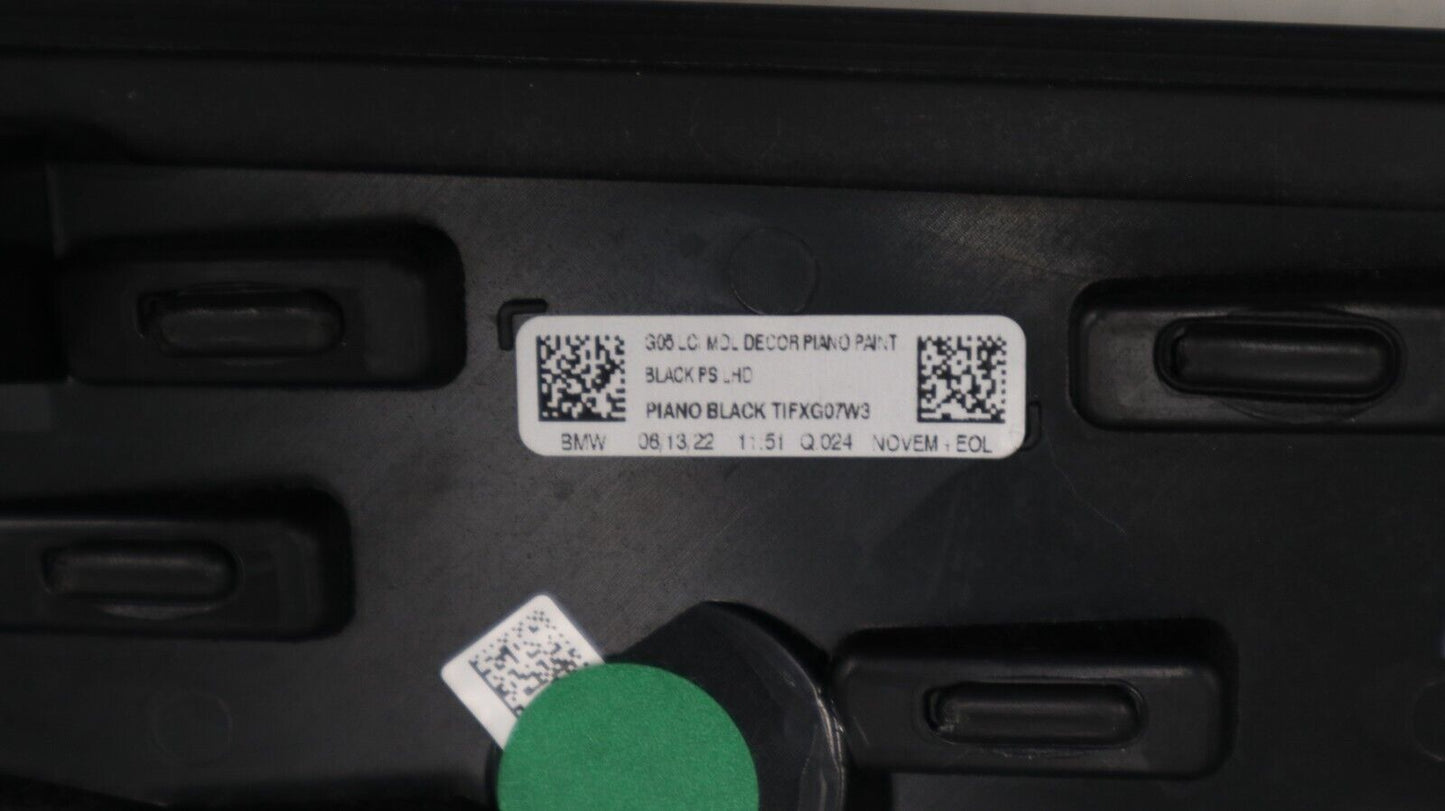 G05 LCI MDL DECOR PIANO PAINT
BLACK PS LHD
PIANO BLACK TIFXG07W3
BMW 06,13,22 11:51 Q.024 NOVEM - EOL